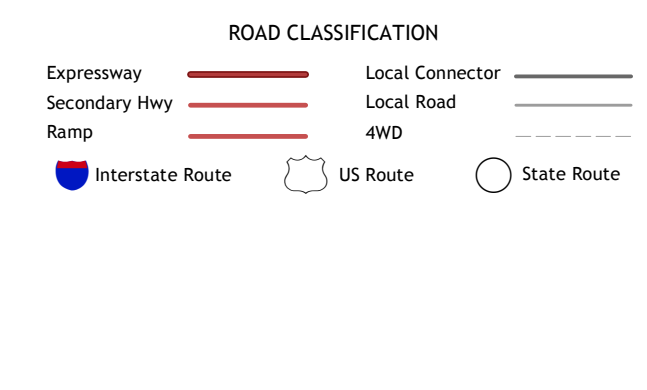 ROAD CLASSIFICATION
Expressway
Secondary Hwy
Ramp
Local Connector
Local Road
4WD
Interstate Route
US Route
State Route